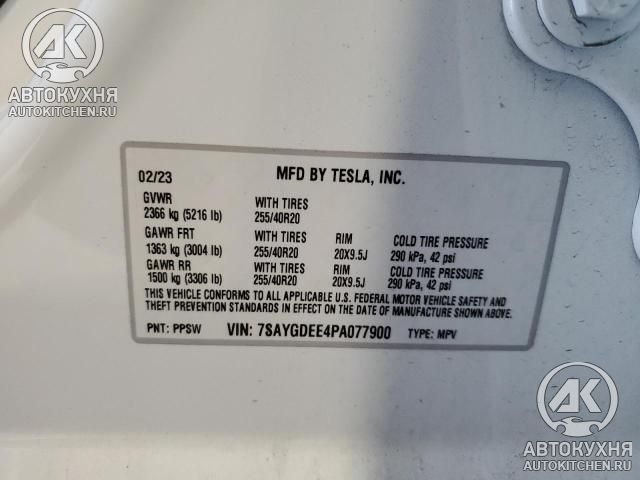 АК
АВТОКУХНЯ
AUTOKITCHEN.RU
02/23 MFD BY TESLA, INC.
GVWR WITH TIRES
2366 kg (5216 lb) 255/40R20
GAWR FRT WITH TIRES RIM COLD TIRE PRESSURE
1363 kg (3004 lb) 255/40R20 20X9.5J 290 kPa, 42 psi
GAWR RR WITH TIRES RIM COLD TIRE PRESSURE
1500 kg (3306 lb) 255/40R20 20X9.5J 290 kPa, 42 psi
THIS VEHICLE CONFORMS TO ALL APPLICABLE U.S. FEDERAL MOTOR VEHICLE SAFETY AND
THEFT PREVENTION STANDARDS IN EFFECT ON THE DATE OF MANUFACTURE SHOWN ABOVE.
PNT: PPSW VIN: 7SAYGDEE4PA077900 TYPE: MPV
АК
АВТОКУХНЯ
AUTOKITCHEN.RU